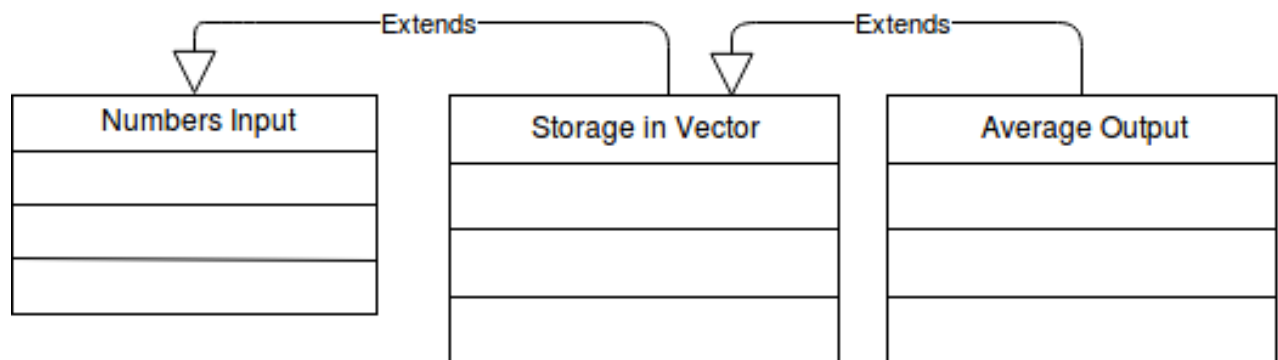 Extends
Extends
Numbers Input
Storage in Vector
Average Output